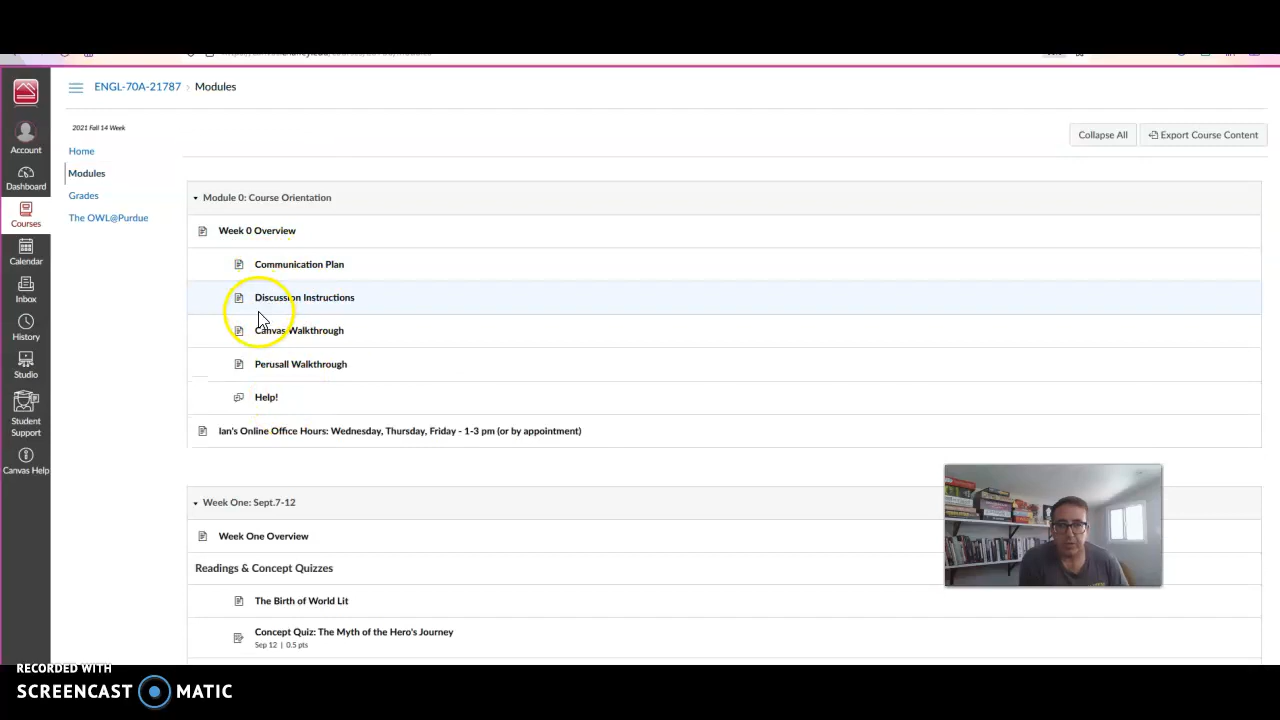 ENGL-70A-21787 › Modules
2021 Fall 14 Week
Collapse All
Export Course Content
Account
Dashboard
Courses
Calendar
Inbox
History
Studio
Student
Support
Canvas Help
Home
Modules
Grades
The OWL@Purdue
Module 0: Course Orientation
Week 0 Overview
Communication Plan
Discussion Instructions
Canvas Walkthrough
Perusall Walkthrough
Help!
Ian's Online Office Hours: Wednesday, Thursday, Friday - 1-3 pm (or by appointment)
Week One: Sept.7-12
Week One Overview
Readings & Concept Quizzes
The Birth of World Lit
Concept Quiz: The Myth of the Hero's Journey
Sep 12 | 0.5 pts
RECORDED WITH
SCREENCAST MATIC